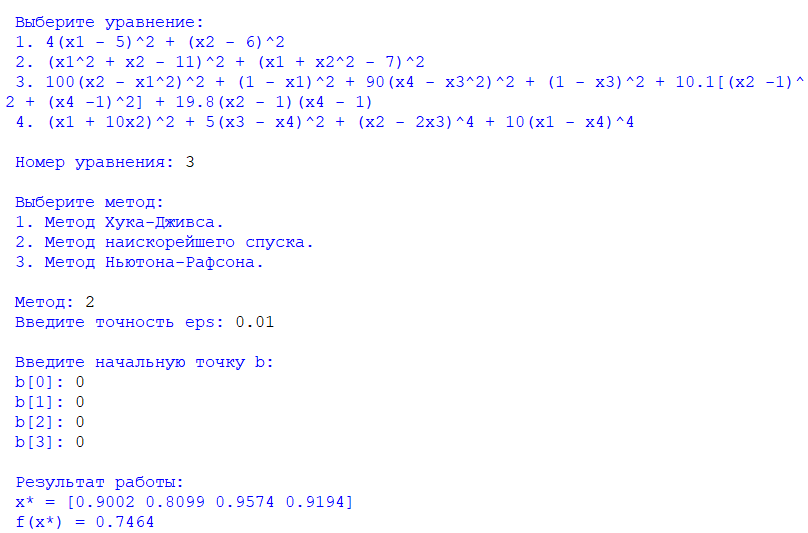 Выберите уравнение:
1. 4(x1 - 5)^2 + (x2 - 6)^2
2. (x1^2 + x2 - 11)^2 + (x1 + x2^2 - 7)^2
3. 100(x2 - x1^2)^2 + (1 - x1)^2 + 90(x4 - x3^2)^2 + (1 - x3)^2 + 10.1[(x2 -1)^
2 + (x4 -1)^2] + 19.8(x2 - 1)(x4 - 1)
4. (x1 + 10x2)^2 + 5(x3 - x4)^2 + (x2 - 2x3)^4 + 10(x1 - x4)^4
Номер уравнения: 3
Выберите метод:
1. Метод Хука-Дживса.
2. Метод наискорейшего спуска.
3. Метод Ньютона-Рафсона.
Метод: 2
Введите точность eps: 0.01
Введите начальную точку b:
b[0]: 0
b[1]: 0
b[2]: 0
b[3]: 0
Результат работы:
x* = [0.9002 0.8099 0.9574 0.9194]
f(x*) = 0.7464